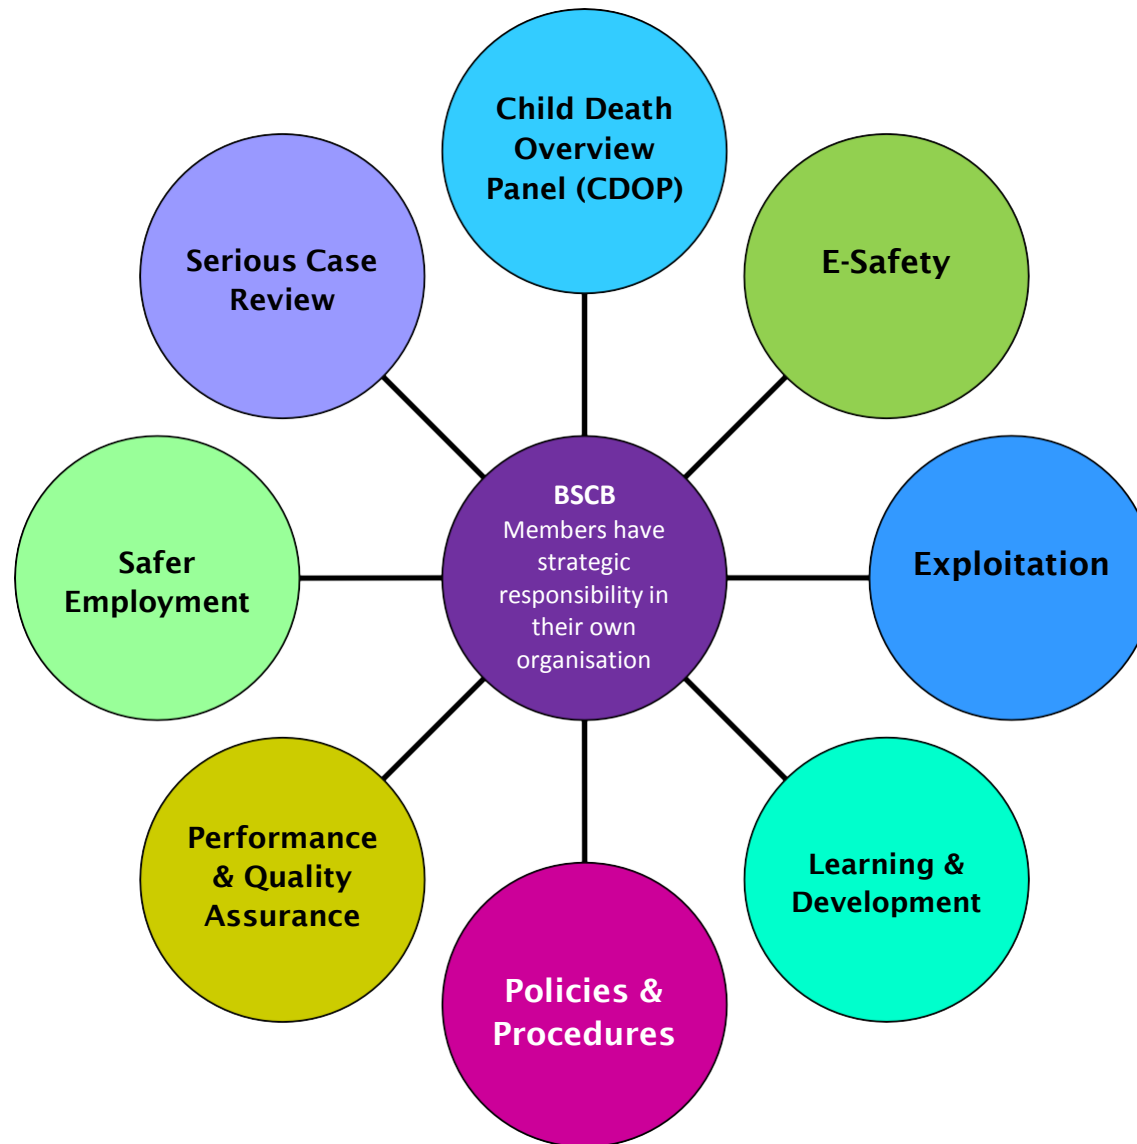 Child Death
Overview
Panel (CDOP)
E-Safety
Serious Case
Review
BSCB
Members have
strategic
responsibility in
their own
organisation
Exploitation
Safer
Employment
Performance
& Quality
Assurance
Learning &
Development
Policies &
Procedures